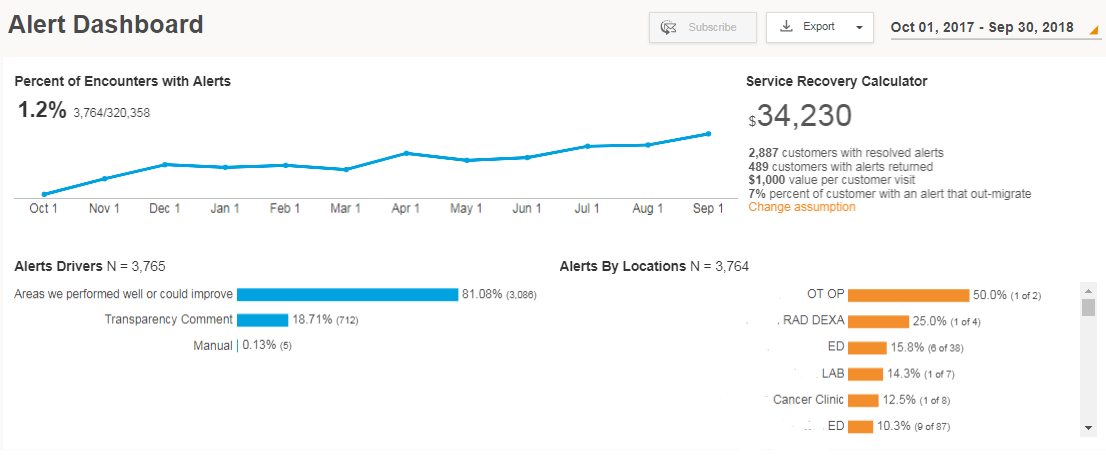 Alert Dashboard
Subscribe
Export
Oct 01, 2017 - Sep 30, 2018
Percent of Encounters with Alerts
1.2% 3,764/320,358
Oct 1 Nov 1 Dec 1 Jan 1 Feb 1 Mar 1 Apr 1 May 1 Jun 1 Jul 1 Aug 1 Sep 1
Service Recovery Calculator
$34,230
2,887 customers with resolved alerts
489 customers with alerts returned
$1,000 value per customer visit
7% percent of customer with an alert that out-migrate
Change assumption
Alerts Drivers N = 3,765
Areas we performed well or could improve 81.08% (3,086)
Transparency Comment 18.71% (712)
Manual 0.13% (5)
Alerts By Locations N = 3,764
OT OP 50.0% (1 of 2)
RAD DEXA 25.0% (1 of 4)
ED 15.8% (6 of 38)
LAB 14.3% (1 of 7)
Cancer Clinic 12.5% (1 of 8)
ED 10.3% (9 of 87)